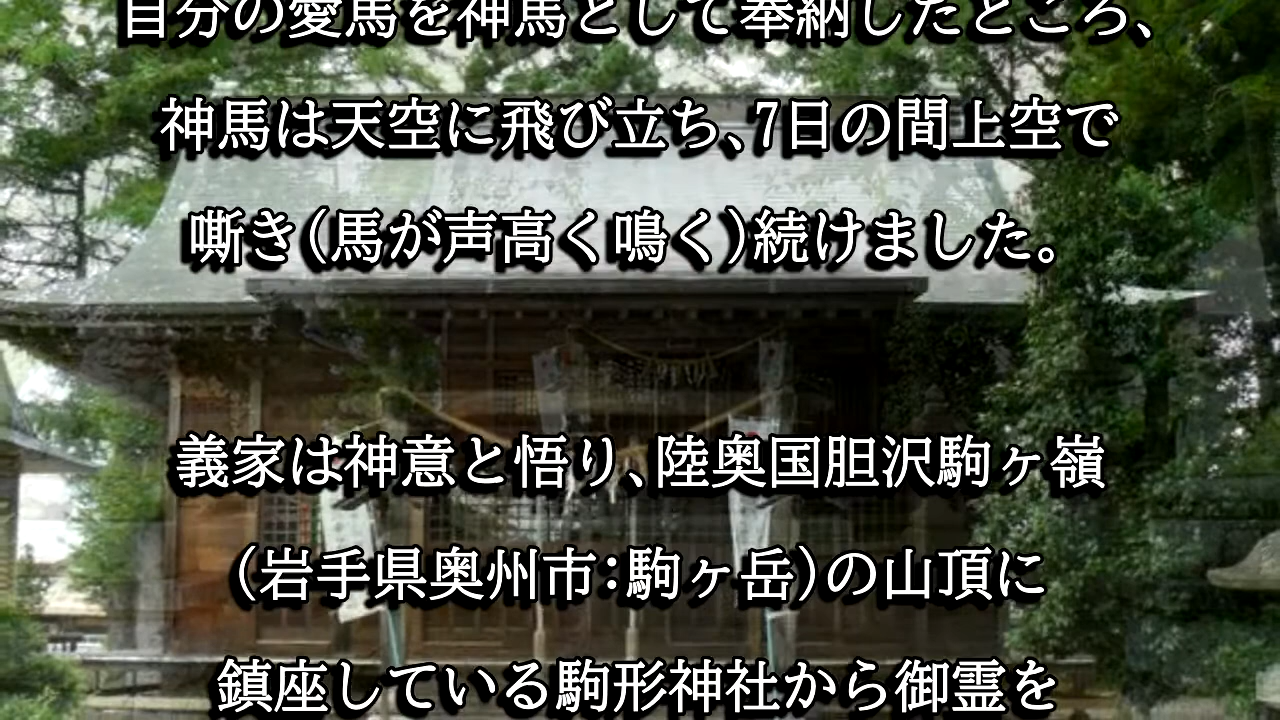 自分の愛馬を神馬として奉納したところ、
神馬は天空に飛び立ち、7日の間上空で
嘶き(馬が声高く鳴く)続けました。
義家は神意と悟り、陸奥国胆沢駒ヶ嶺
(岩手県奥州市:駒ヶ岳)の山頂に
鎮座している駒形神社から御霊を